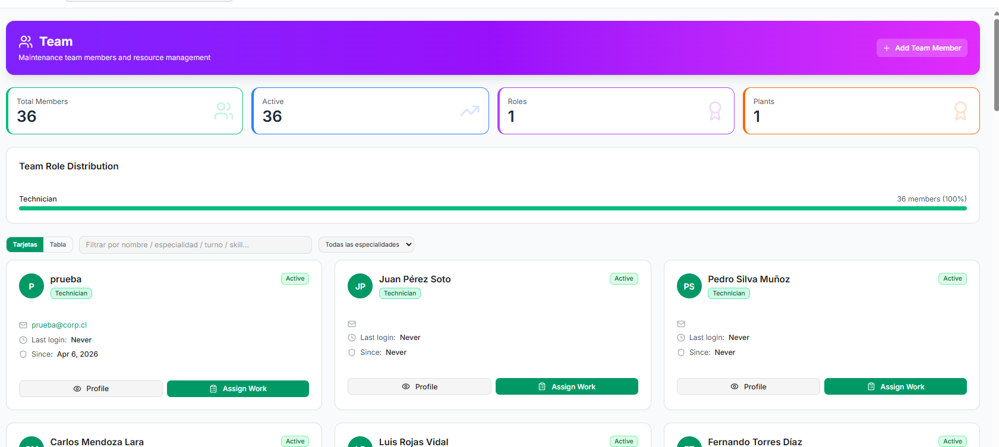 Team
Maintenance team members and resource management
+ Add Team Member
Total Members
36
Active
36
Roles
1
Plants
1
Team Role Distribution
Technician
36 members (100%)
Tarjetas
Tabla
Filtrar por nombre / especialidad / turno / skill...
Todas las especialidades
P
prueba
Active
Technician
prueba@corp.cl
Last login: Never
Since: Apr 6, 2026
Profile
Assign Work
JP
Juan Pérez Soto
Active
Technician
Last login: Never
Since: Never
Profile
Assign Work
PS
Pedro Silva Muñoz
Active
Technician
Last login: Never
Since: Never
Profile
Assign Work
Carlos Mendoza Lara
Active
Luis Rojas Vidal
Active
Fernando Torres Díaz
Active